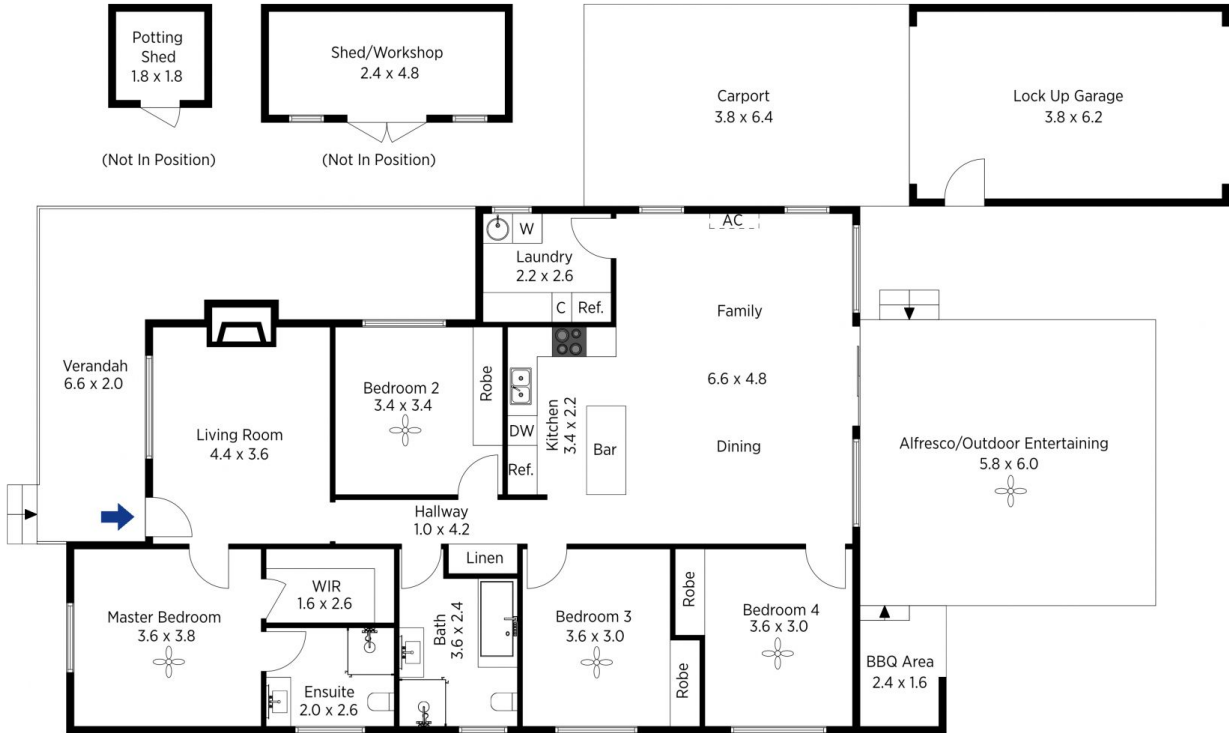 Potting
Shed
1.8 x 1.8
(Not In Position)
Shed/Workshop
2.4 x 4.8
(Not In Position)
Carport
3.8 x 6.4
Lock Up Garage
3.8 x 6.2
W
Laundry
2.2 x 2.6
C
Ref.
AC
Family
6.6 x 4.8
Dining
Verandah
6.6 x 2.0
Living Room
4.4 x 3.6
Bedroom 2
3.4 x 3.4
Robe
Kitchen
3.4 x 2.2
DW
Ref.
Bar
Alfresco/Outdoor Entertaining
5.8 x 6.0
Hallway
1.0 x 4.2
Linen
Master Bedroom
3.6 x 3.8
WIR
1.6 x 2.6
Ensuite
2.0 x 2.6
Bath
3.6 x 2.4
Bedroom 3
3.6 x 3.0
Robe
Robe
Bedroom 4
3.6 x 3.0
BBQ Area
2.4 x 1.6